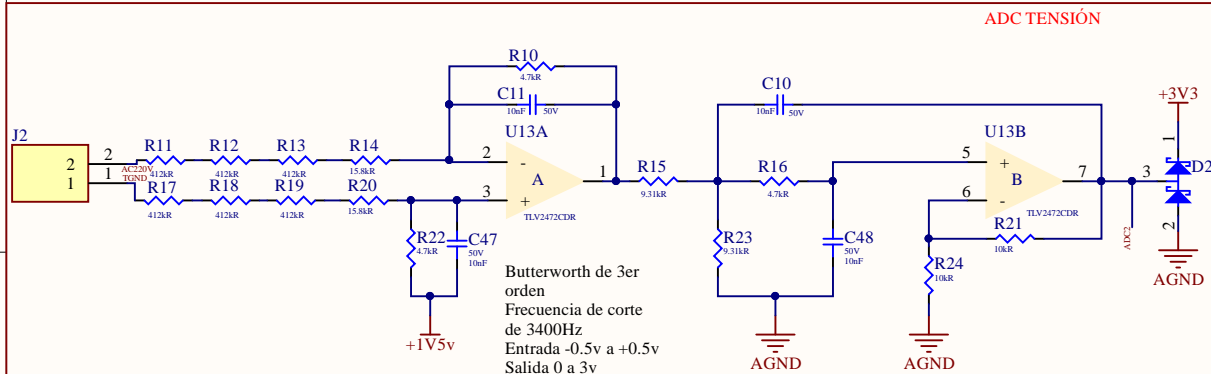 ADC TENSIÓN
R10
4.7kR
C11
10nF 50V
C10
10nF 50V
+3V3
J2
2
1
2
1
AC220V
TGND
R11
412kR
R12
412kR
R13
412kR
R14
15.8kR
R17
412kR
R18
412kR
R19
412kR
R20
15.8kR
U13A
2
3
-
+
A
1
TLV2472CDR
R15
9.31kR
R16
4.7kR
U13B
5
6
+
-
B
7
TLV2472CDR
3
ADC2
1
2
D2
R22
4.7kR
C47
50V
10nF
R23
9.31kR
C48
50V
10nF
R21
10kR
R24
10kR
AGND
+1V5v
Butterworth de 3er
orden
Frecuencia de corte
de 3400Hz
Entrada -0.5v a +0.5v
Salida 0 a 3v
AGND
AGND